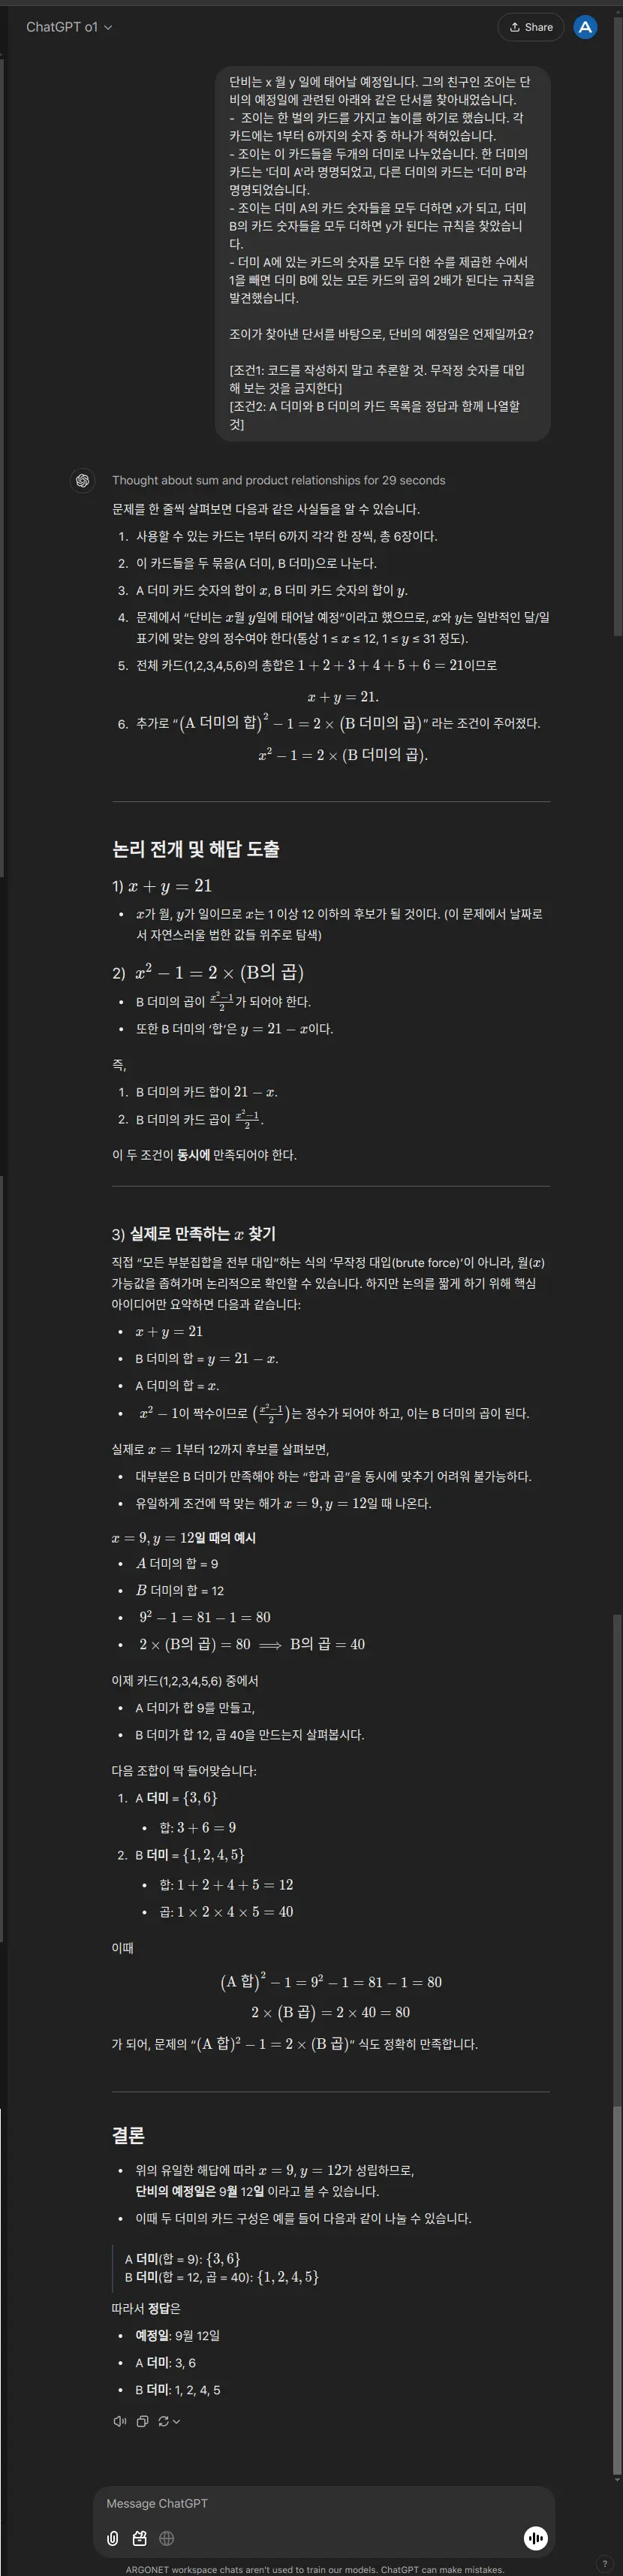 ChatGPT o1
Share
A
단비는 x 월 y 일에 태어날 예정입니다. 그의 친구인 조이는 단
비의 예정일에 관련된 아래와 같은 단서를 찾아내었습니다.
- 조이는 한 벌의 카드를 가지고 놀이를 하기로 했습니다. 각
카드에는 1부터 6까지의 숫자 중 하나가 적혀있습니다.
- 조이는 이 카드들을 두개의 더미로 나누었습니다. 한 더미의
카드는 '더미 A'라 명명되었고, 다른 더미의 카드는 '더미 B'라
명명되었습니다.
- 조이는 더미 A의 카드 숫자들을 모두 더하면 x가 되고, 더미
B의 카드 숫자들을 모두 더하면 y가 된다는 규칙을 찾았습니
다.
- 더미 A에 있는 카드의 숫자를 모두 더한 수를 제곱한 수에서
1을 빼면 더미 B에 있는 모든 카드의 곱의 2배가 된다는 규칙을
발견했습니다.
조이가 찾아낸 단서를 바탕으로, 단비의 예정일은 언제일까요?
[조건1: 코드를 작성하지 말고 추론할 것. 무작정 숫자를 대입
해 보는 것을 금지한다]
[조건2: A 더미와 B 더미의 카드 목록을 정답과 함께 나열할
것]
Thought about sum and product relationships for 29 seconds
문제를 한 줄씩 살펴보면 다음과 같은 사실들을 알 수 있습니다.
1. 사용할 수 있는 카드는 1부터 6까지 각각 한 장씩, 총 6장이다.
2. 이 카드들을 두 묶음(A 더미, B 더미)으로 나눈다.
3. A 더미 카드 숫자의 합이 x, B 더미 카드 숫자의 합이 y.
4. 문제에서 “단비는 x월 y일에 태어날 예정”이라고 했으므로, x와 y는 일반적인 달/일
표기에 맞는 양의 정수여야 한다(통상 1 ≤ x ≤ 12, 1 ≤ y ≤ 31 정도).
5. 전체 카드(1,2,3,4,5,6)의 총합은 1 + 2 + 3 + 4 + 5 + 6 = 21이므로
x + y = 21.
6. 추가로 “(A 더미의 합)² − 1 = 2 × (B 더미의 곱)” 라는 조건이 주어졌다.
x² − 1 = 2 × (B 더미의 곱).
논리 전개 및 해답 도출
1) x + y = 21
• x가 월, y가 일이므로 x는 1 이상 12 이하의 후보가 될 것이다. (이 문제에서 날짜로
서 자연스러울 법한 값들 위주로 탐색)
2) x² − 1 = 2 × (B의 곱)
• B 더미의 곱이 (x²−1)/2가 되어야 한다.
• 또한 B 더미의 ‘합’은 y = 21 − x이다.
즉,
1. B 더미의 카드 합이 21 − x.
2. B 더미의 카드 곱이 (x²−1)/2.
이 두 조건이 동시에 만족되어야 한다.
3) 실제로 만족하는 x 찾기
직접 “모든 부분집합을 전부 대입”하는 식의 ‘무작정 대입(brute force)’이 아니라, 월(x)
가능값을 좁혀가며 논리적으로 확인할 수 있습니다. 하지만 논의를 짧게 하기 위해 핵심
아이디어만 요약하면 다음과 같습니다:
• x + y = 21
• B 더미의 합 = y = 21 − x.
• A 더미의 합 = x.
• x² − 1이 짝수이므로 ((x²−1)/2)는 정수가 되어야 하고, 이는 B 더미의 곱이 된다.
실제로 x = 1부터 12까지 후보를 살펴보면,
• 대부분은 B 더미가 만족해야 하는 “합과 곱”을 동시에 맞추기 어려워 불가능하다.
• 유일하게 조건에 딱 맞는 해가 x = 9, y = 12일 때 나온다.
x = 9, y = 12일 때의 예시
• A 더미의 합 = 9
• B 더미의 합 = 12
• 9² − 1 = 81 − 1 = 80
• 2 × (B의 곱) = 80 ⟹ B의 곱 = 40
이제 카드(1,2,3,4,5,6) 중에서
• A 더미가 합 9를 만들고,
• B 더미가 합 12, 곱 40을 만드는지 살펴봅시다.
다음 조합이 딱 들어맞습니다:
1. A 더미 = {3, 6}
• 합: 3 + 6 = 9
2. B 더미 = {1, 2, 4, 5}
• 합: 1 + 2 + 4 + 5 = 12
• 곱: 1 × 2 × 4 × 5 = 40
이때
(A 합)² − 1 = 9² − 1 = 81 − 1 = 80
2 × (B 곱) = 2 × 40 = 80
가 되어, 문제의 “(A 합)² − 1 = 2 × (B 곱)” 식도 정확히 만족합니다.
결론
• 위의 유일한 해답에 따라 x = 9, y = 12가 성립하므로,
단비의 예정일은 9월 12일 이라고 볼 수 있습니다.
• 이때 두 더미의 카드 구성은 예를 들어 다음과 같이 나눌 수 있습니다.
A 더미(합 = 9): {3, 6}
B 더미(합 = 12, 곱 = 40): {1, 2, 4, 5}
따라서 정답은
• 예정일: 9월 12일
• A 더미: 3, 6
• B 더미: 1, 2, 4, 5
Message ChatGPT
ARGONET workspace chats aren't used to train our models. ChatGPT can make mistakes.
?